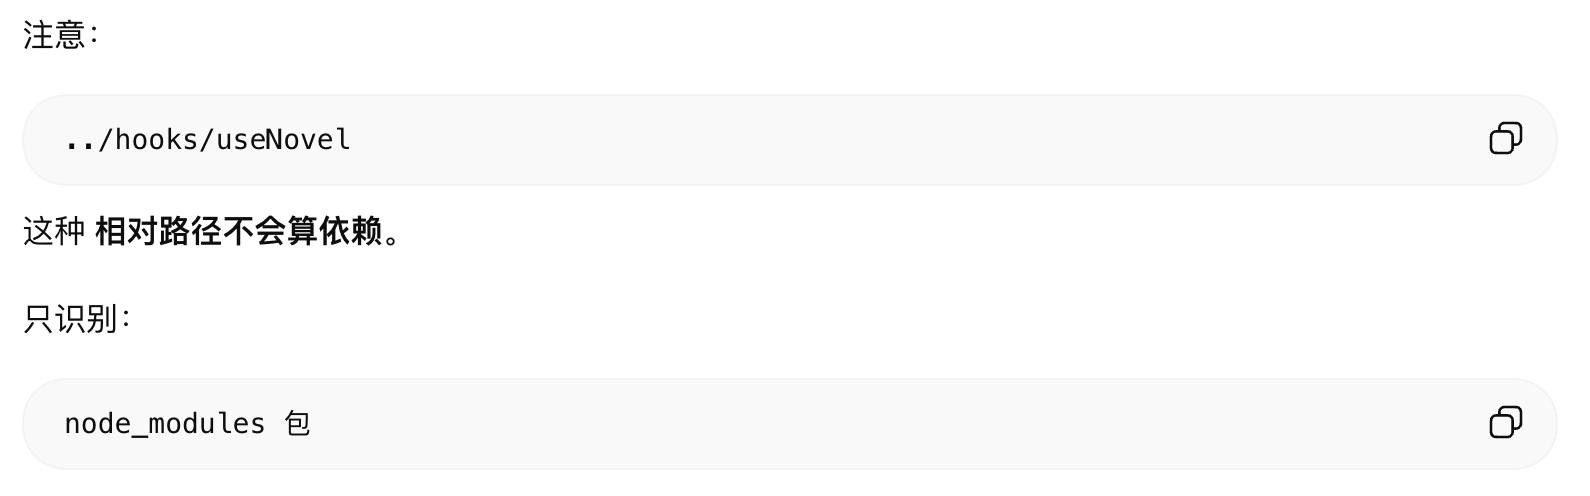 注意：
../hooks/useNovel
这种 相对路径不会算依赖。
只识别：
node_modules 包